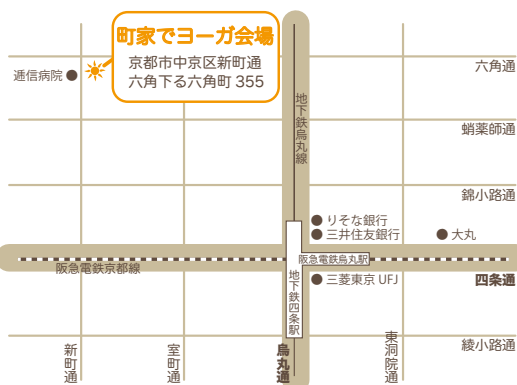 町家でヨーガ会場
京都市中京区新町通
六角下る六角町 355
逓信病院
六角通
地下鉄烏丸線
蛸薬師通
錦小路通
りそな銀行
三井住友銀行
大丸
阪急電鉄烏丸駅
阪急電鉄京都線
地下鉄四条駅
三菱東京 UFJ
四条通
綾小路通
新町通
室町通
烏丸通
東洞院通